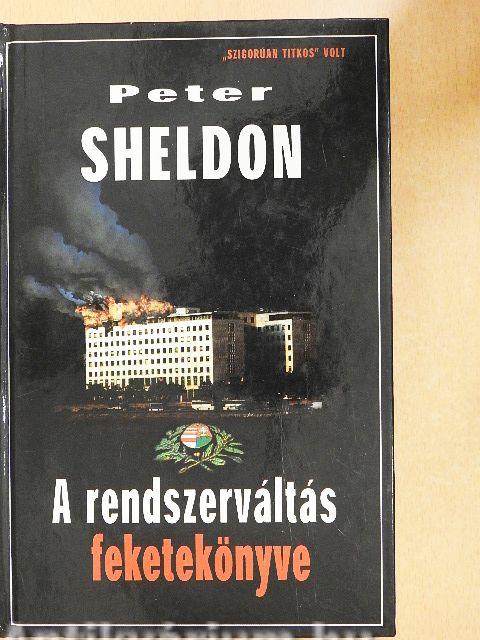 „SZIGORÚAN TITKOS" VOLT
Peter
SHELDON
A rendszerváltás
feketekönyve